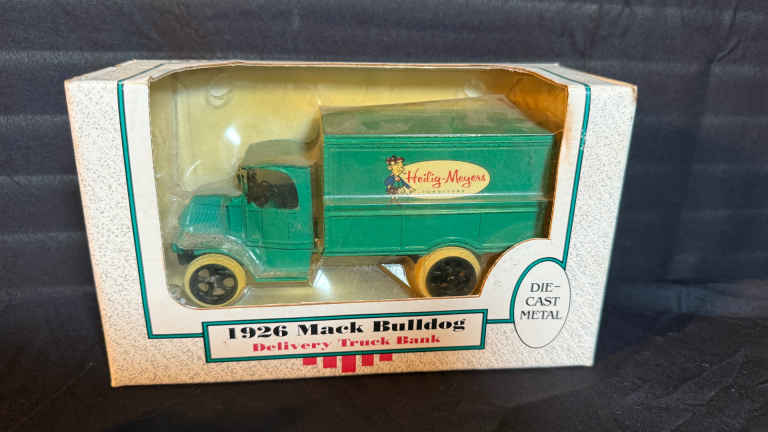 Heilig-Meyers
FURNITURE
DIE-
CAST
METAL
1926 Mack Bulldog
Delivery Truck Bank